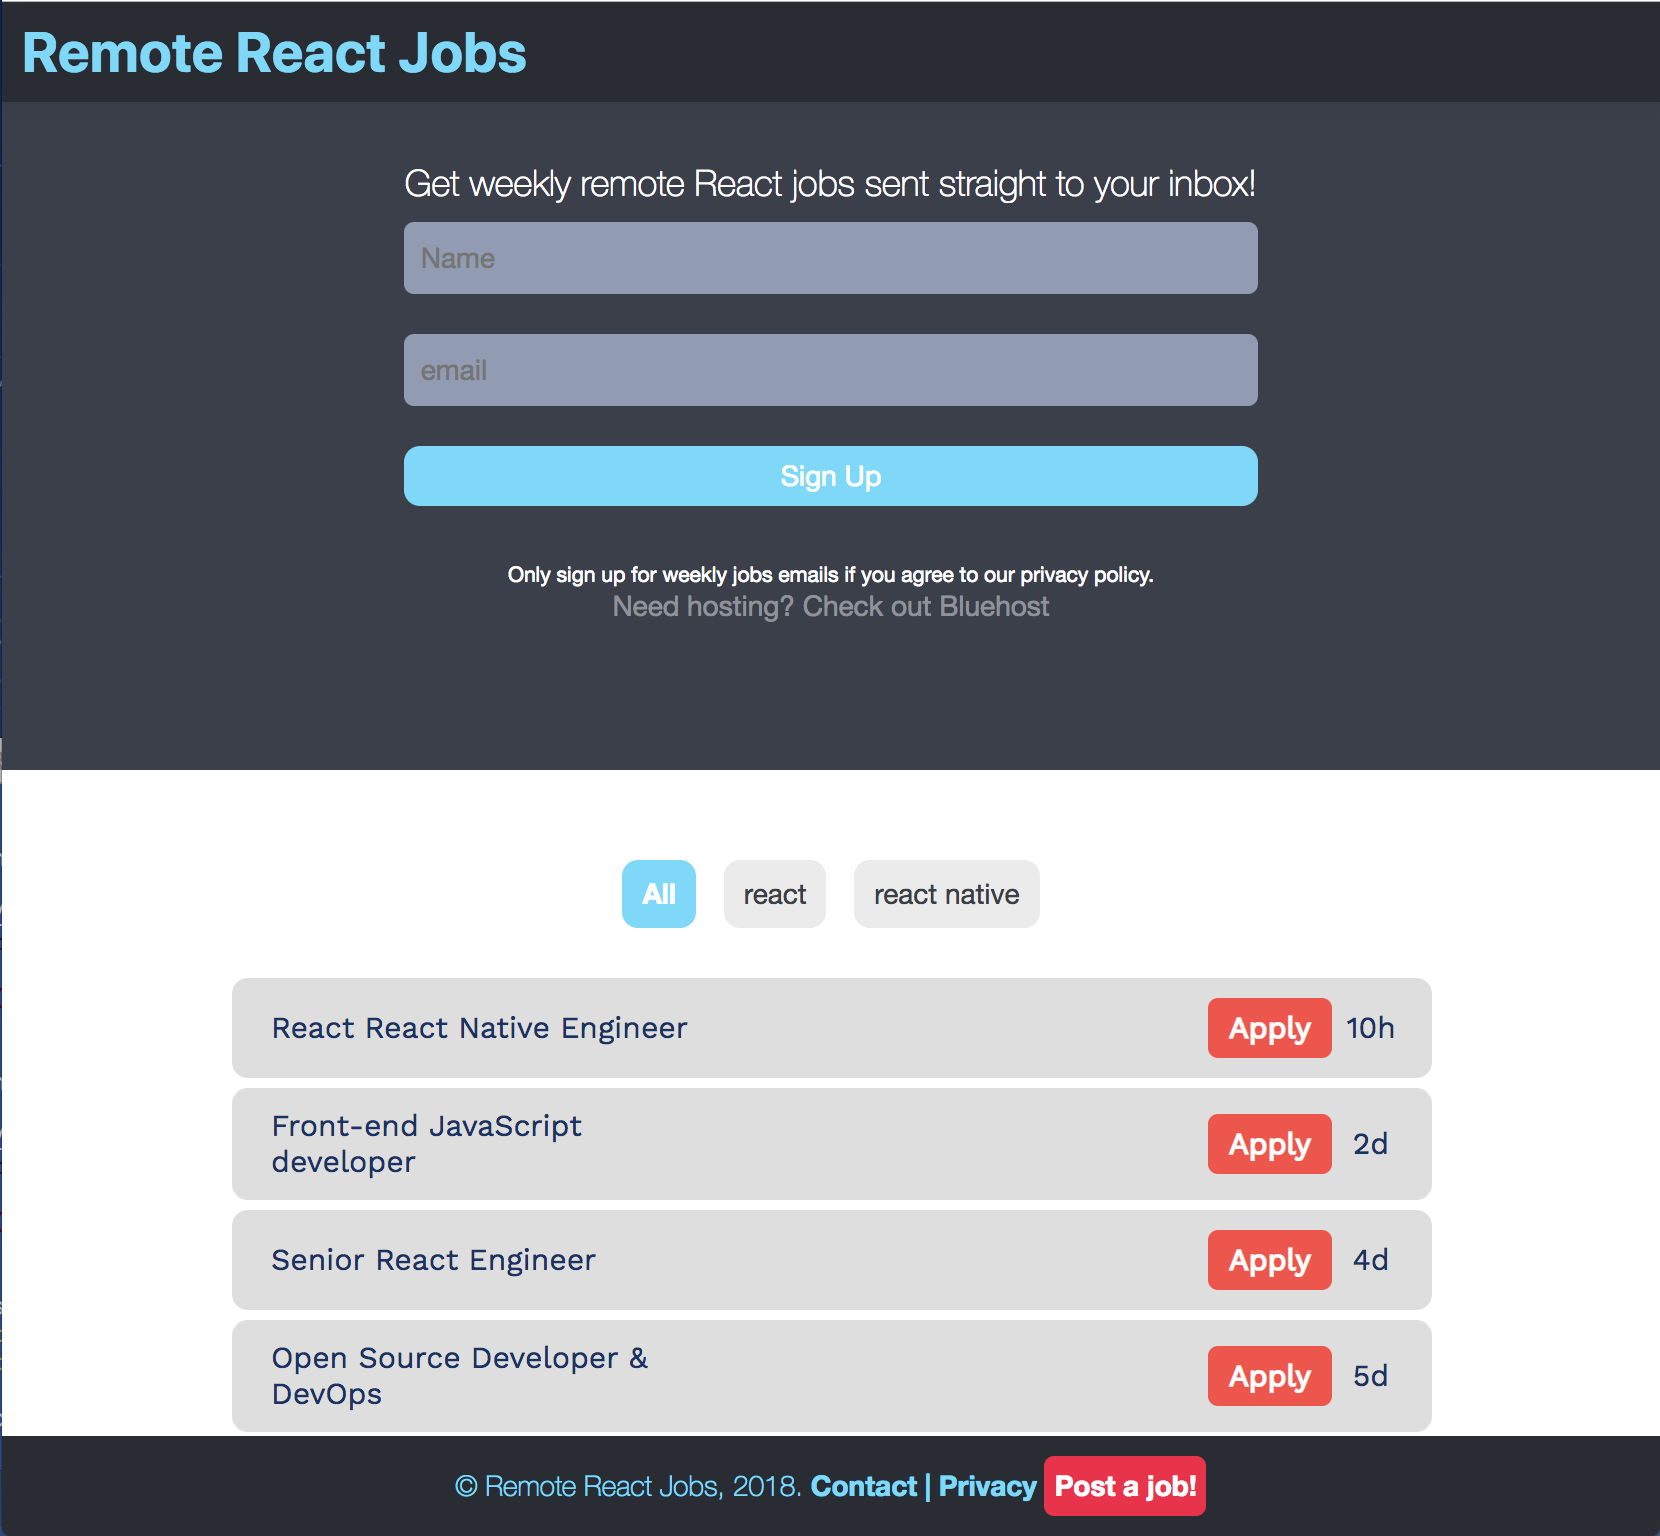 Remote React Jobs
Get weekly remote React jobs sent straight to your inbox!
Name
email
Sign Up
Only sign up for weekly jobs emails if you agree to our privacy policy.
Need hosting? Check out Bluehost
All react react native
React React Native Engineer Apply 10h
Front-end JavaScript
developer Apply 2d
Senior React Engineer Apply 4d
Open Source Developer &
DevOps Apply 5d
© Remote React Jobs, 2018. Contact | Privacy Post a job!